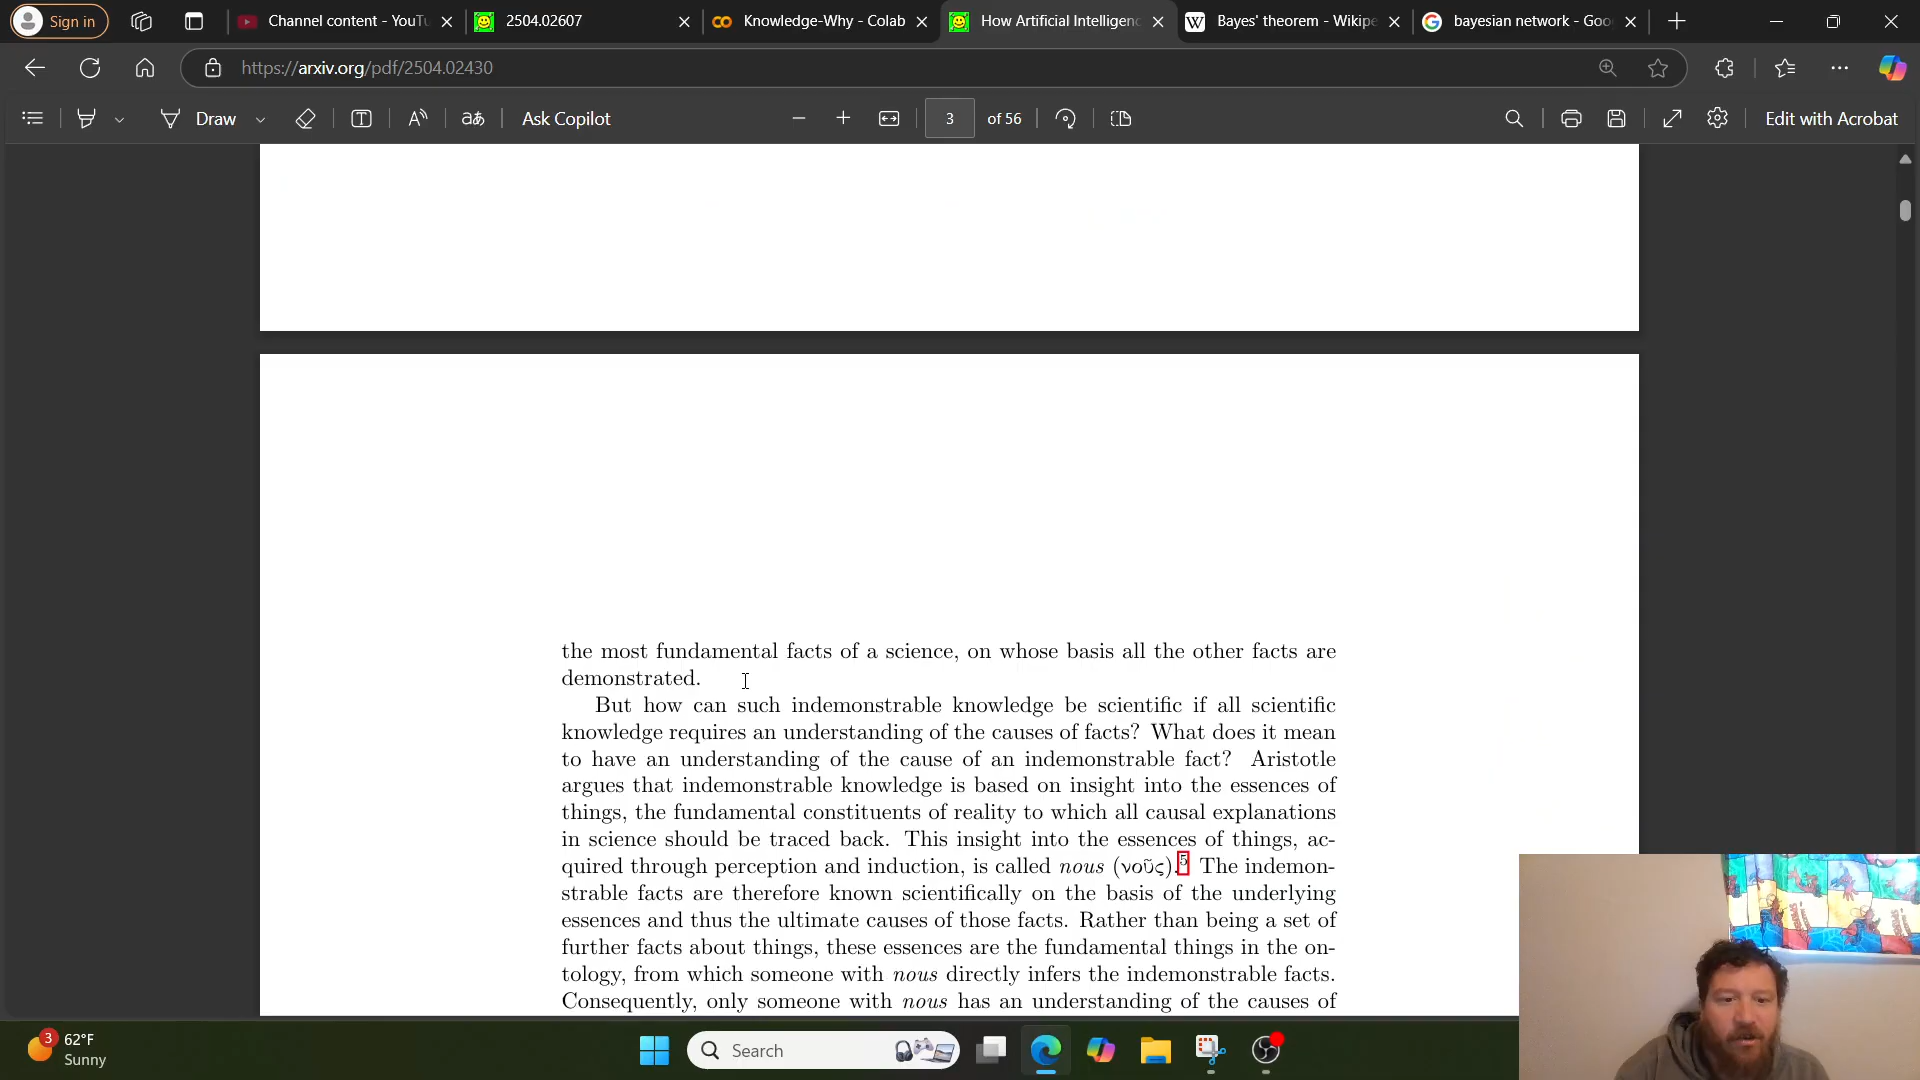 Sign in
Channel content - YouTu
2504.02607
Knowledge-Why - Colab
How Artificial Intelligenc
Bayes' theorem - Wikipe
bayesian network - Goo
https://arxiv.org/pdf/2504.02430
Draw
aあ
Ask Copilot
3
of 56
Edit with Acrobat
the most fundamental facts of a science, on whose basis all the other facts are
demonstrated.
But how can such indemonstrable knowledge be scientific if all scientific
knowledge requires an understanding of the causes of facts? What does it mean
to have an understanding of the cause of an indemonstrable fact? Aristotle
argues that indemonstrable knowledge is based on insight into the essences of
things, the fundamental constituents of reality to which all causal explanations
in science should be traced back. This insight into the essences of things, ac-
quired through perception and induction, is called nous (νοῦς).5 The indemon-
strable facts are therefore known scientifically on the basis of the underlying
essences and thus the ultimate causes of those facts. Rather than being a set of
further facts about things, these essences are the fundamental things in the on-
tology, from which someone with nous directly infers the indemonstrable facts.
Consequently, only someone with nous has an understanding of the causes of
3
62°F
Sunny
Search